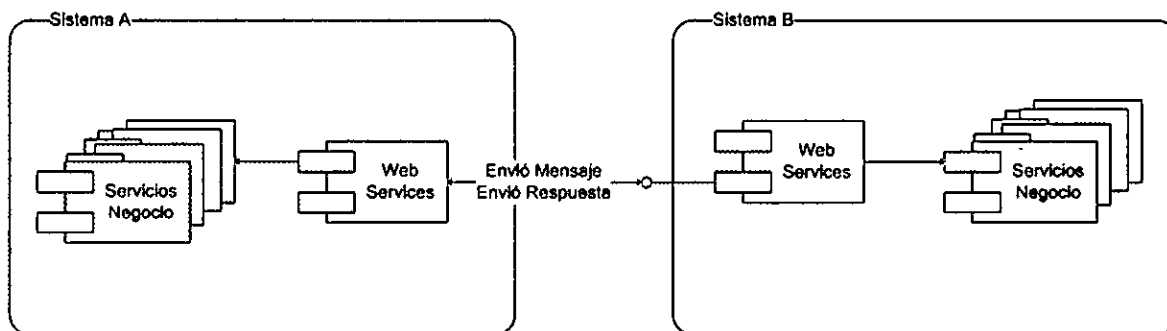 Sistema A
Sistema B
Servicios
Negocio
Web
Services
Envió Mensaje
Envió Respuesta
Web
Services
Servicios
Negocio